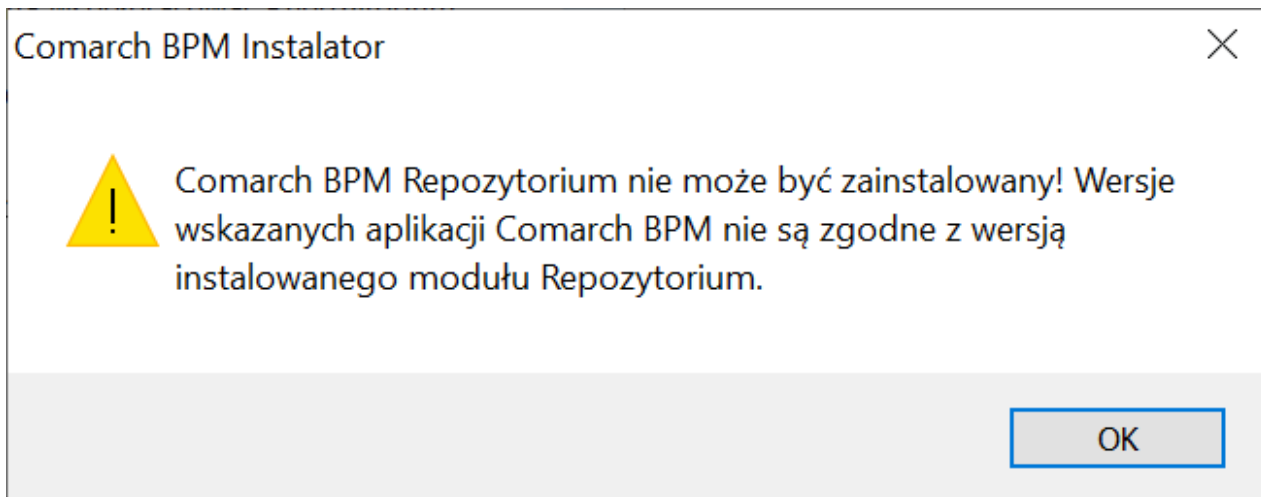 Comarch BPM Instalator
Comarch BPM Repozytorium nie może być zainstalowany! Wersje
wskazanych aplikacji Comarch BPM nie są zgodne z wersją
instalowanego modułu Repozytorium.
OK